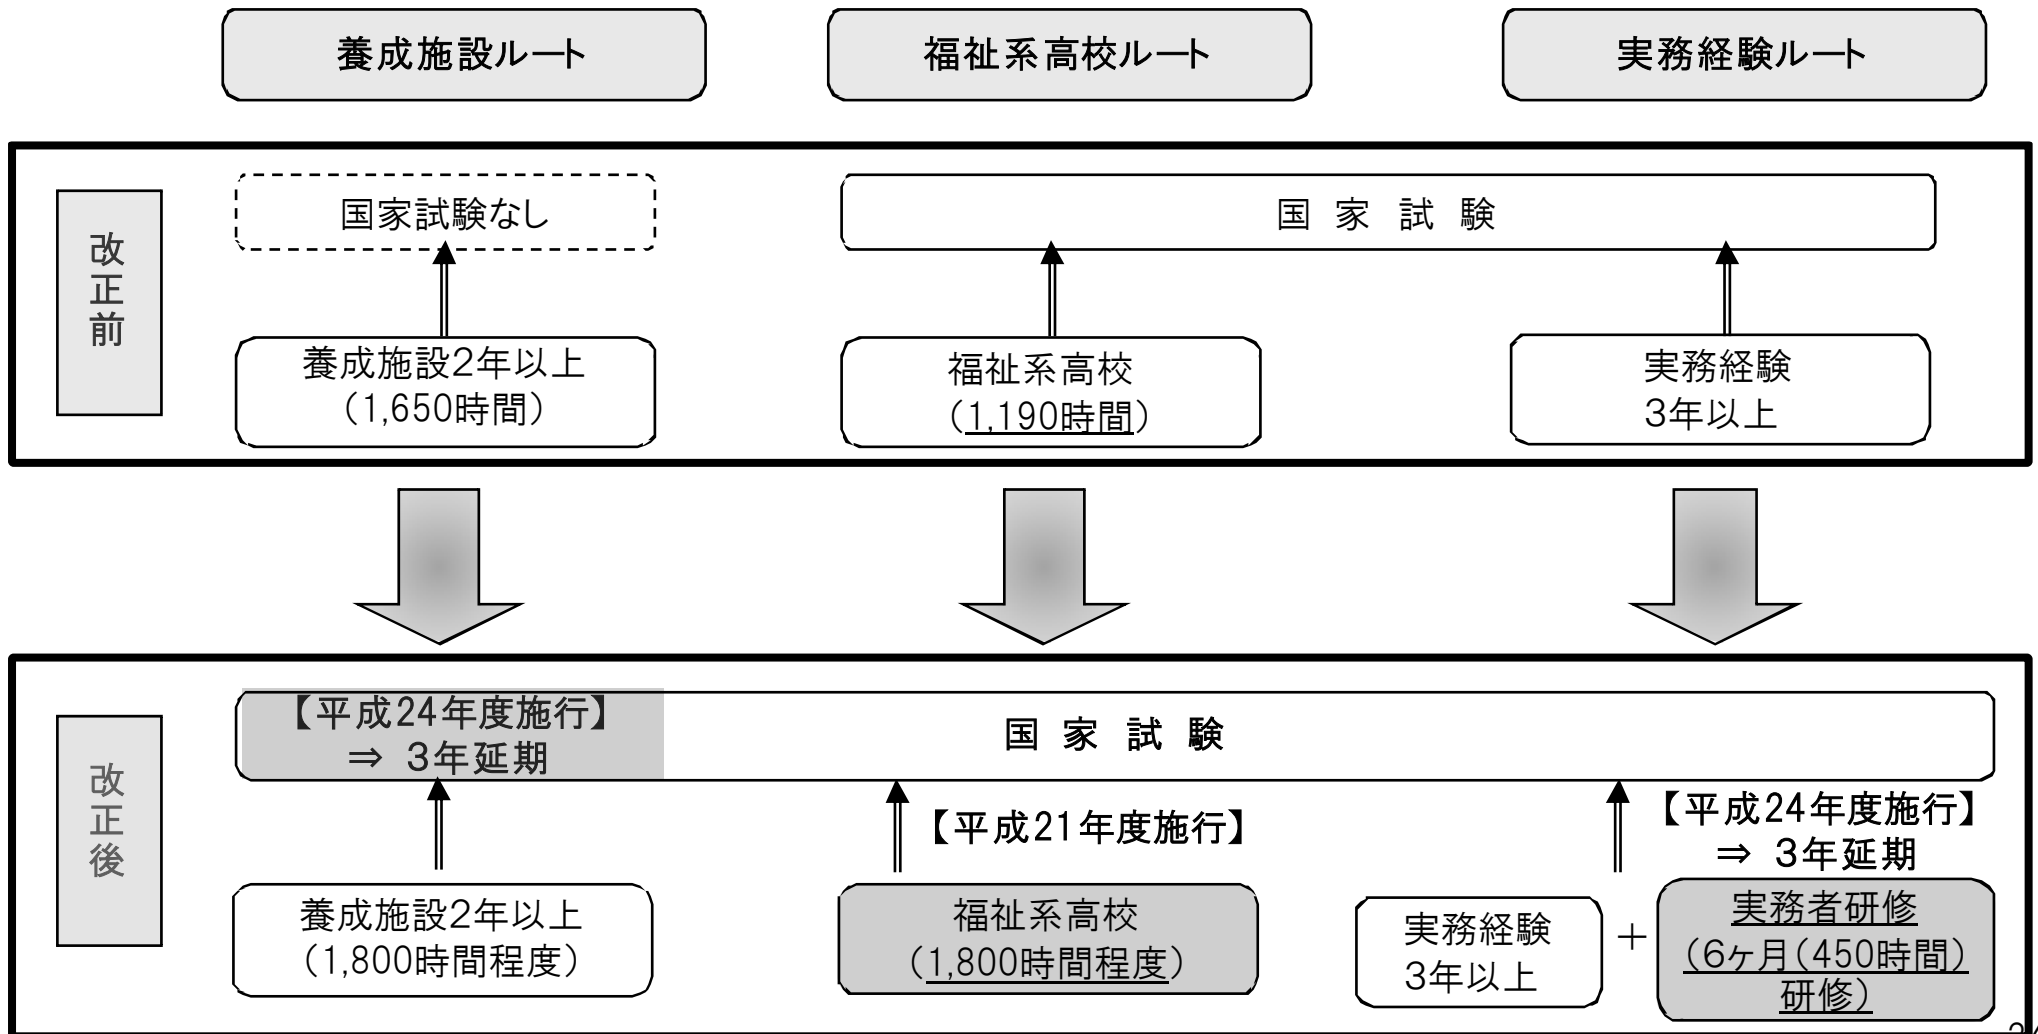 養成施設ルート
福祉系高校ルート
実務経験ルート
改正前
国家試験なし
国 家 試 験
養成施設2年以上
（1,650時間）
福祉系高校
（1,190時間）
実務経験
3年以上
改正後
【平成24年度施行】
⇒ 3年延期
国 家 試 験
【平成21年度施行】
【平成24年度施行】
⇒ 3年延期
養成施設2年以上
（1,800時間程度）
福祉系高校
（1,800時間程度）
実務経験
3年以上
＋
実務者研修
（6ヶ月（450時間）
研修）